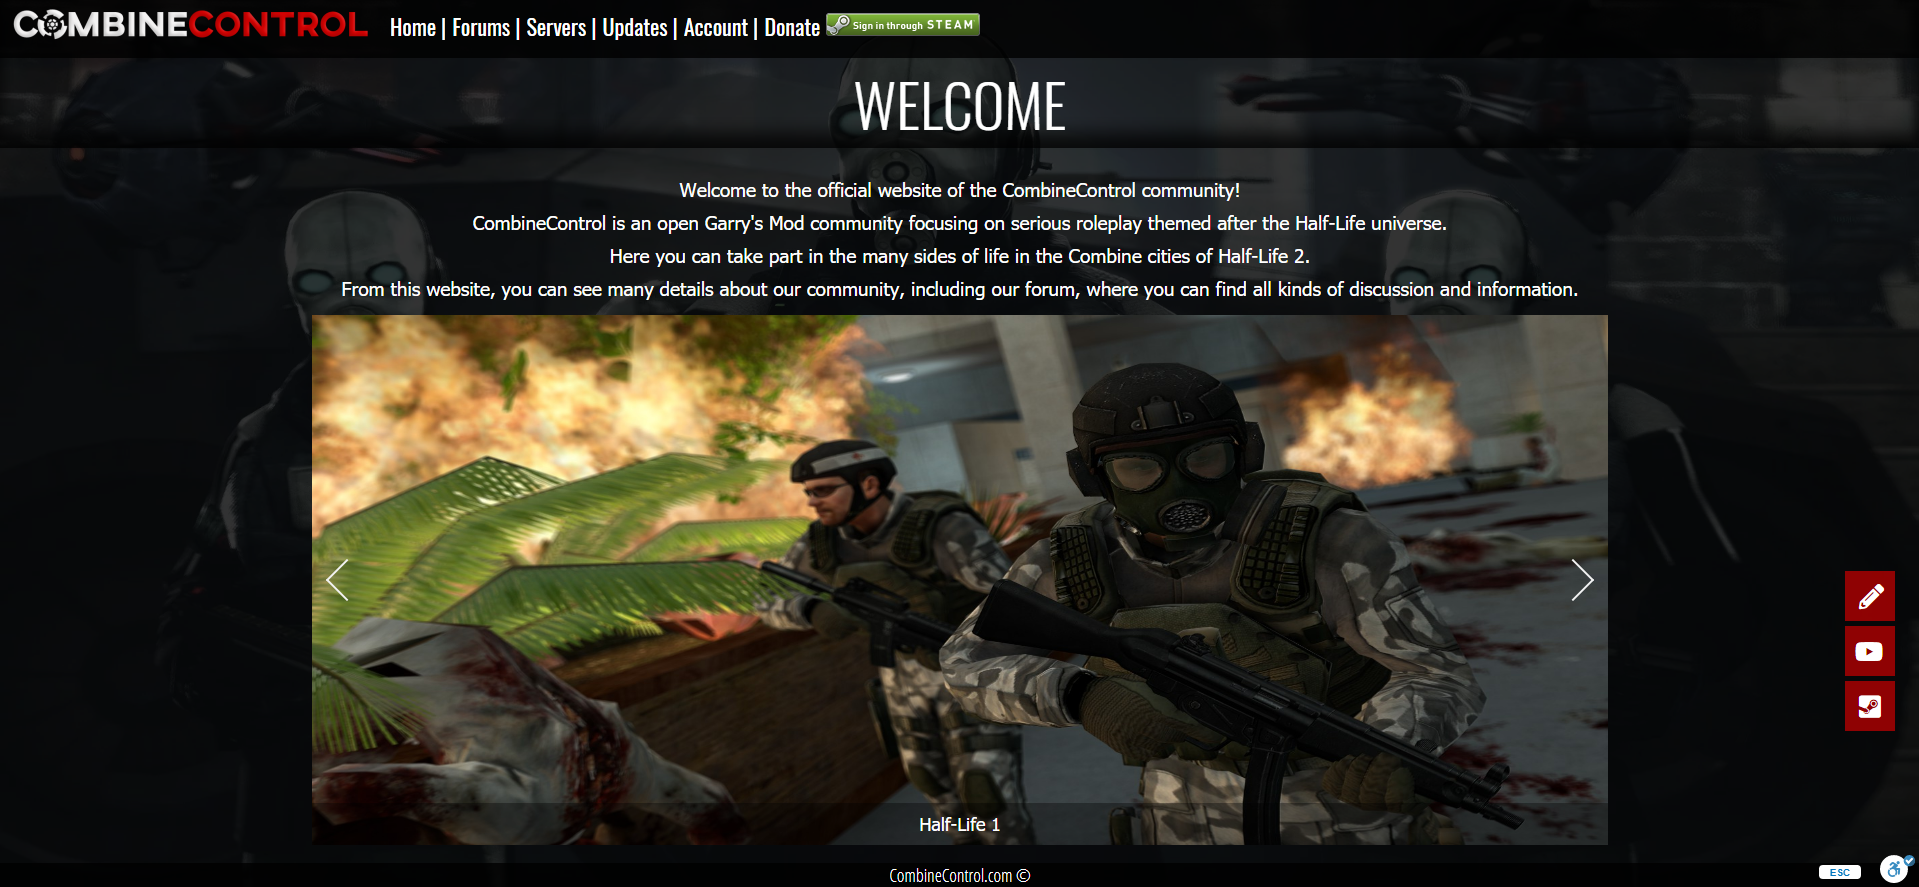 COMBINECONTROL
Home | Forums | Servers | Updates | Account | Donate
Sign in through STEAM
WELCOME
Welcome to the official website of the CombineControl community!
CombineControl is an open Garry's Mod community focusing on serious roleplay themed after the Half-Life universe.
Here you can take part in the many sides of life in the Combine cities of Half-Life 2.
From this website, you can see many details about our community, including our forum, where you can find all kinds of discussion and information.
Half-Life 1
CombineControl.com ©
ESC